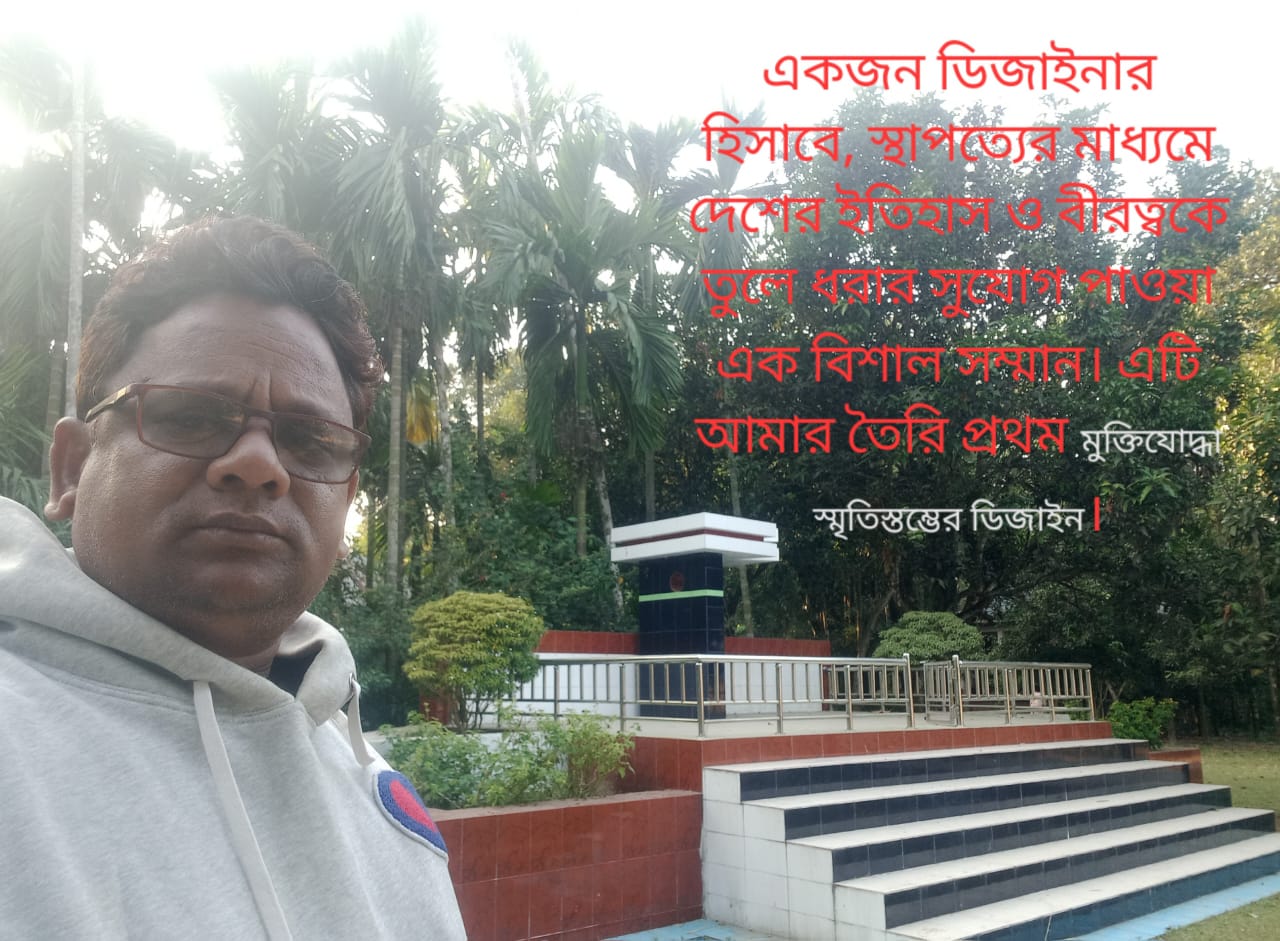 একজন ডিজাইনার
হিসাবে, স্থাপত্যের মাধ্যমে
দেশের ইতিহাস ও বীরত্বকে
তুলে ধরার সুযোগ পাওয়া
এক বিশাল সম্মান। এটি
আমার তৈরি প্রথম মুক্তিযোদ্ধা
স্মৃতিস্তম্ভের ডিজাইন।